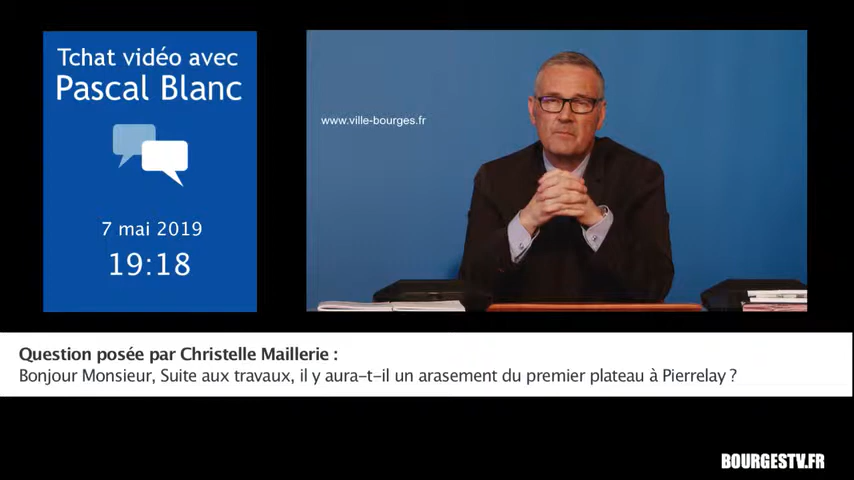 Tchat vidéo avec
Pascal Blanc
7 mai 2019
19:18
www.ville-bourges.fr
Question posée par Christelle Maillerie :
Bonjour Monsieur, Suite aux travaux, il y aura-t-il un arasement du premier plateau à Pierrelay ?
BOURGESTV.FR